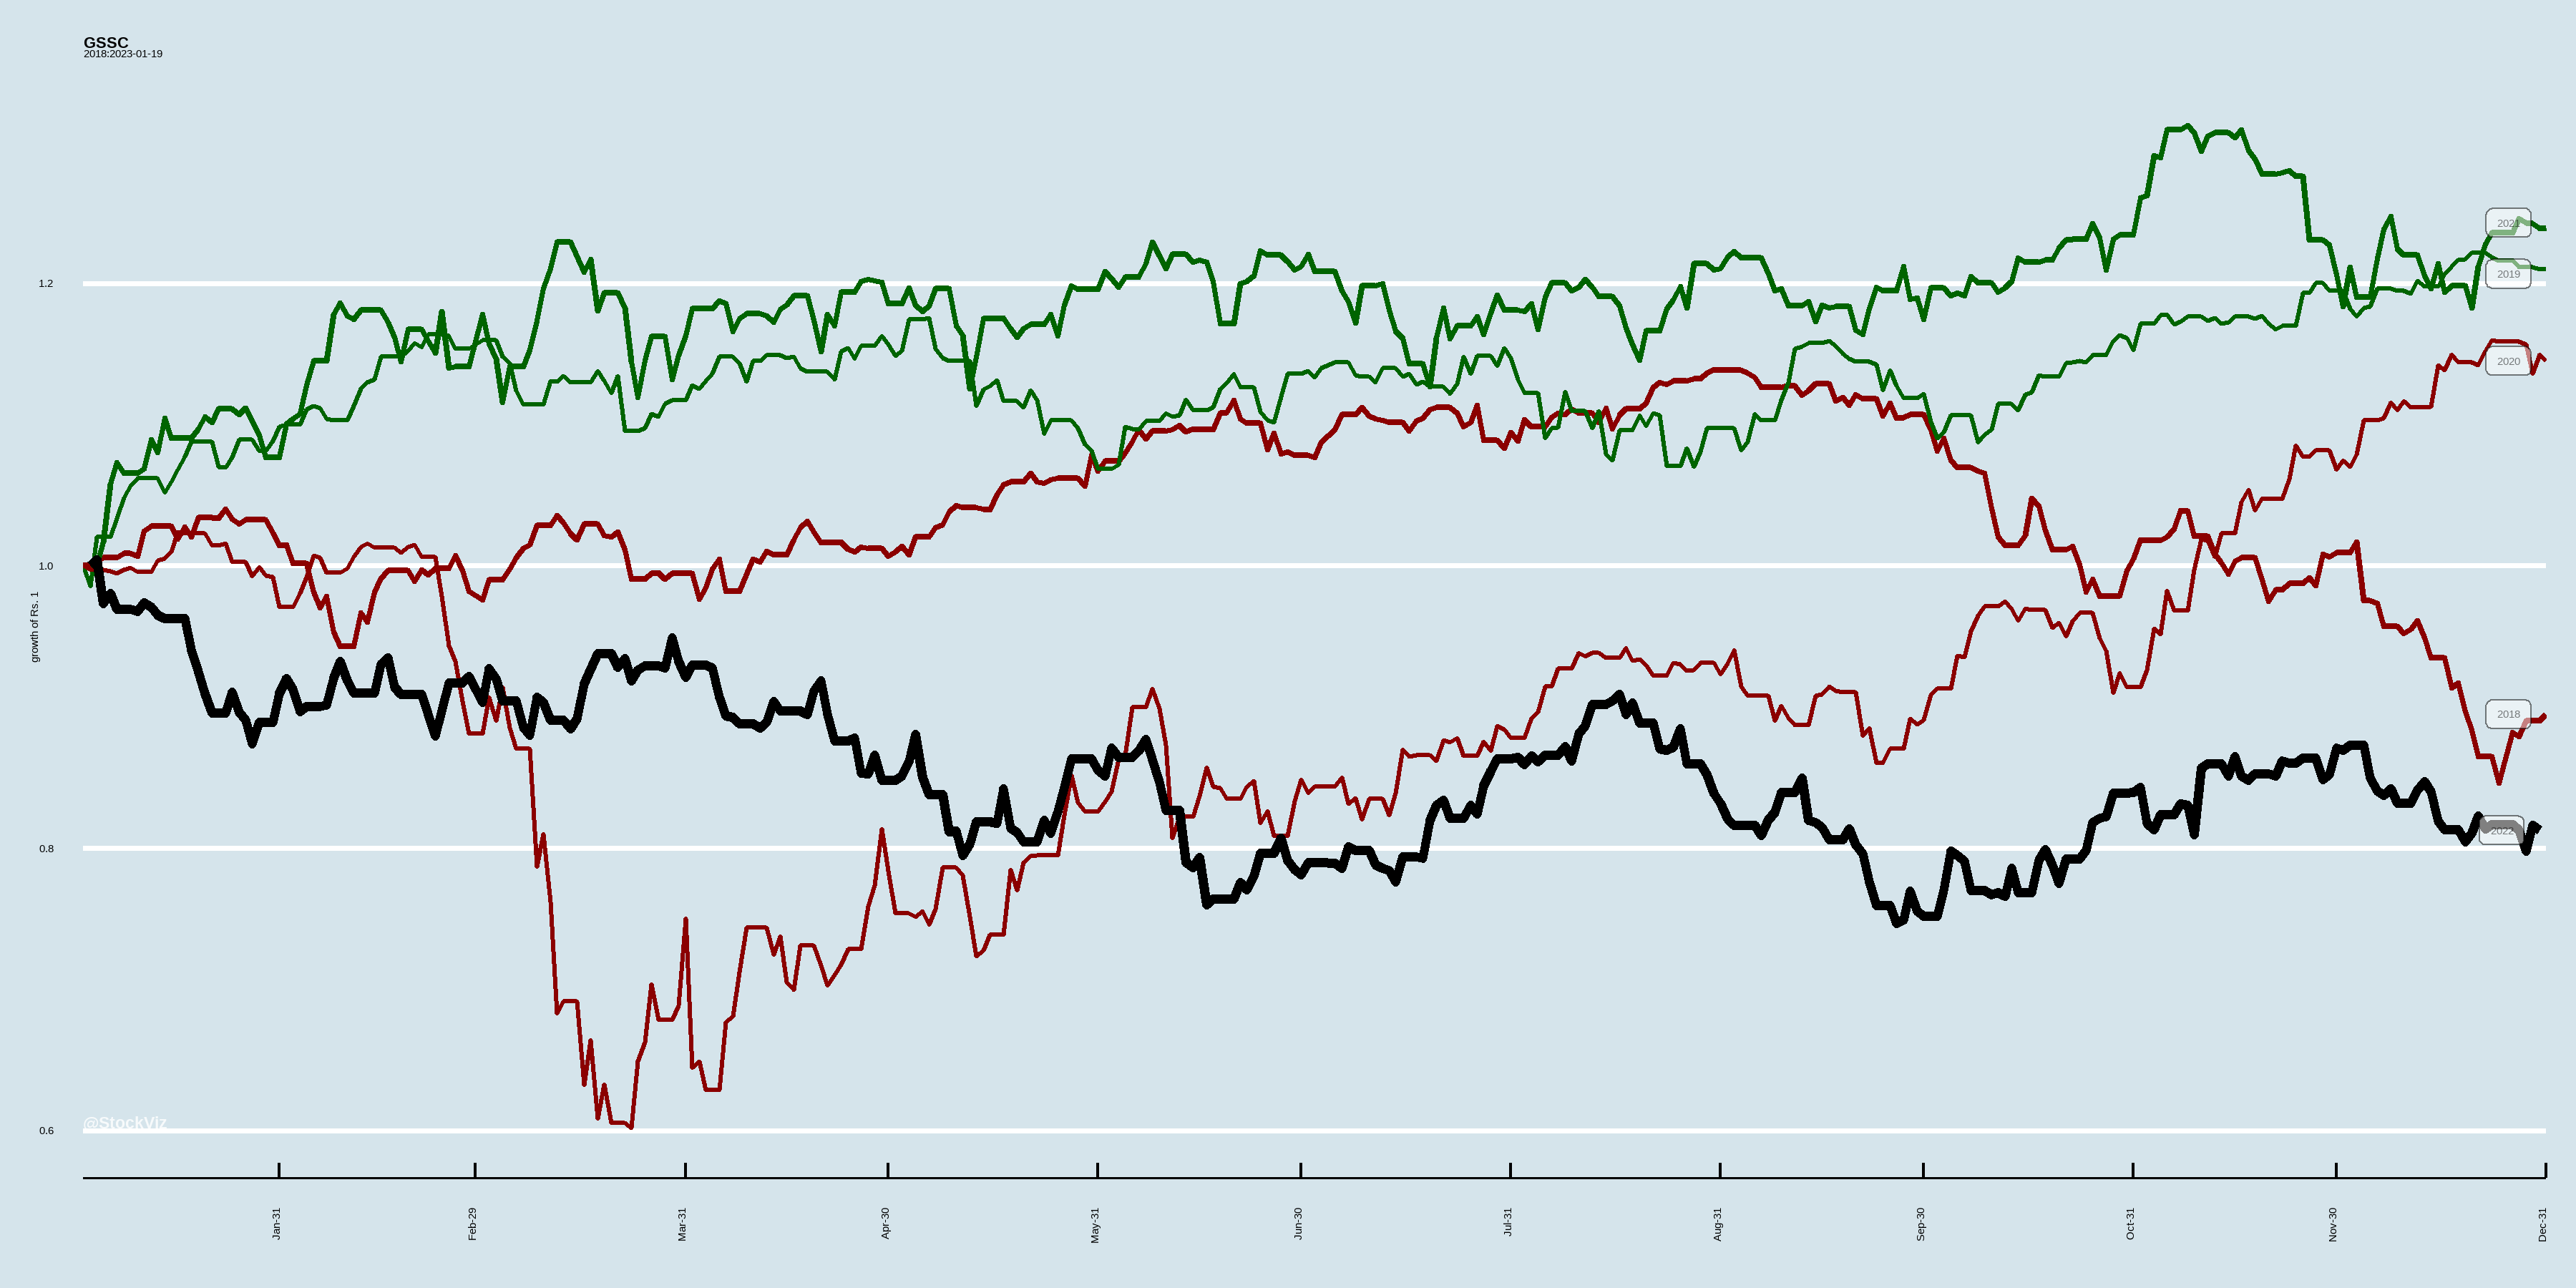 GSSC
2018:2023-01-19
1.2
1.0
0.8
0.6
growth of Rs. 1
2021
2019
2020
2018
2022
@StockViz
Jan-31
Feb-29
Mar-31
Apr-30
May-31
Jun-30
Jul-31
Aug-31
Sep-30
Oct-31
Nov-30
Dec-31